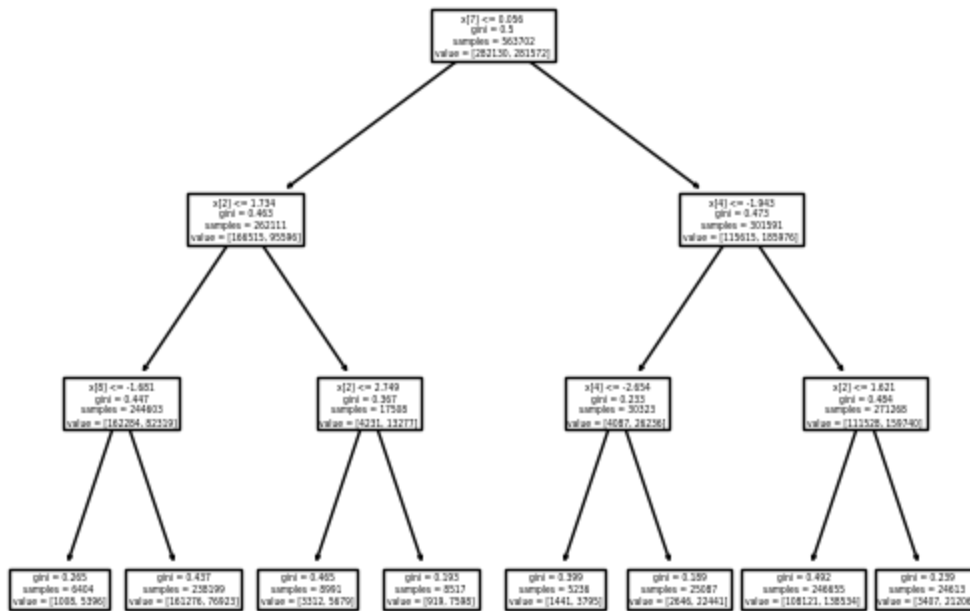 x[7] <= 0.056
gini = 0.5
samples = 563702
value = [282130, 281572]
x[2] <= 1.734
gini = 0.463
samples = 262111
value = [166515, 95596]
x[4] <= -1.943
gini = 0.473
samples = 301591
value = [115615, 185976]
x[8] <= -1.681
gini = 0.447
samples = 244603
value = [162284, 82319]
x[2] <= 2.749
gini = 0.367
samples = 17508
value = [4231, 13277]
x[4] <= -2.654
gini = 0.233
samples = 30323
value = [4087, 26236]
x[2] <= 1.621
gini = 0.484
samples = 271268
value = [111528, 159740]
gini = 0.265
samples = 6404
value = [1008, 5396]
gini = 0.437
samples = 238199
value = [161276, 76923]
gini = 0.465
samples = 8991
value = [3312, 5679]
gini = 0.193
samples = 8517
value = [919, 7598]
gini = 0.399
samples = 5236
value = [1441, 3795]
gini = 0.189
samples = 25087
value = [2646, 22441]
gini = 0.492
samples = 246655
value = [108121, 138534]
gini = 0.239
samples = 24613
value = [3407,